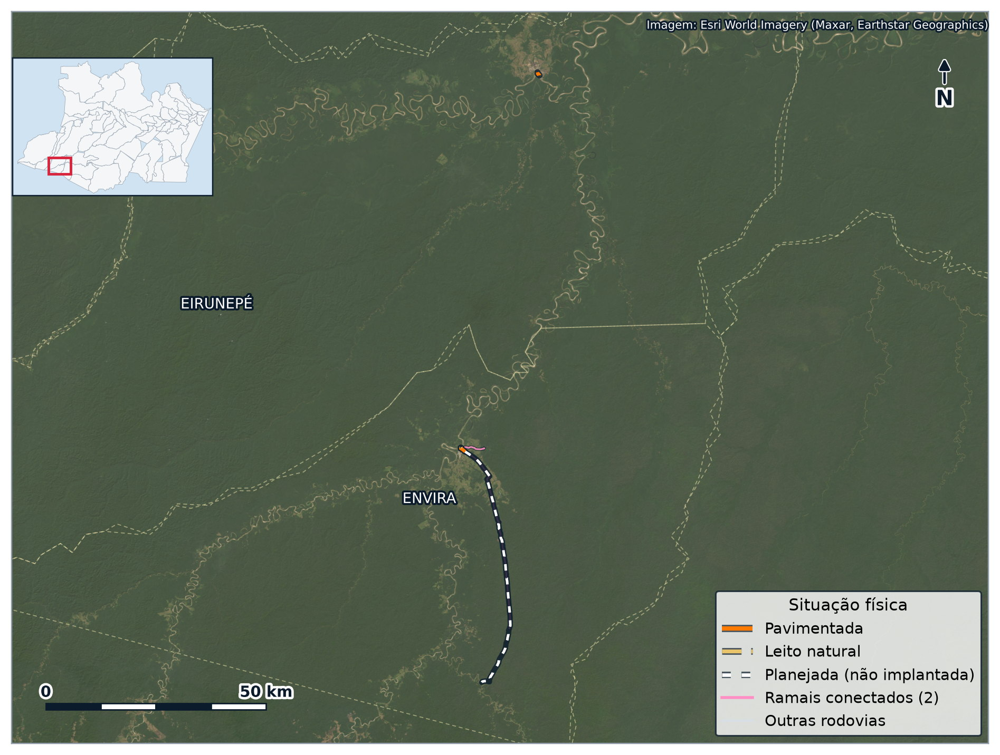 Imagem: Esri World Imagery (Maxar, Earthstar Geographics)
N
EIRUNEPÉ
ENVIRA
Situação física
Pavimentada
Leito natural
Planejada (não implantada)
Ramais conectados (2)
Outras rodovias
0 50 km